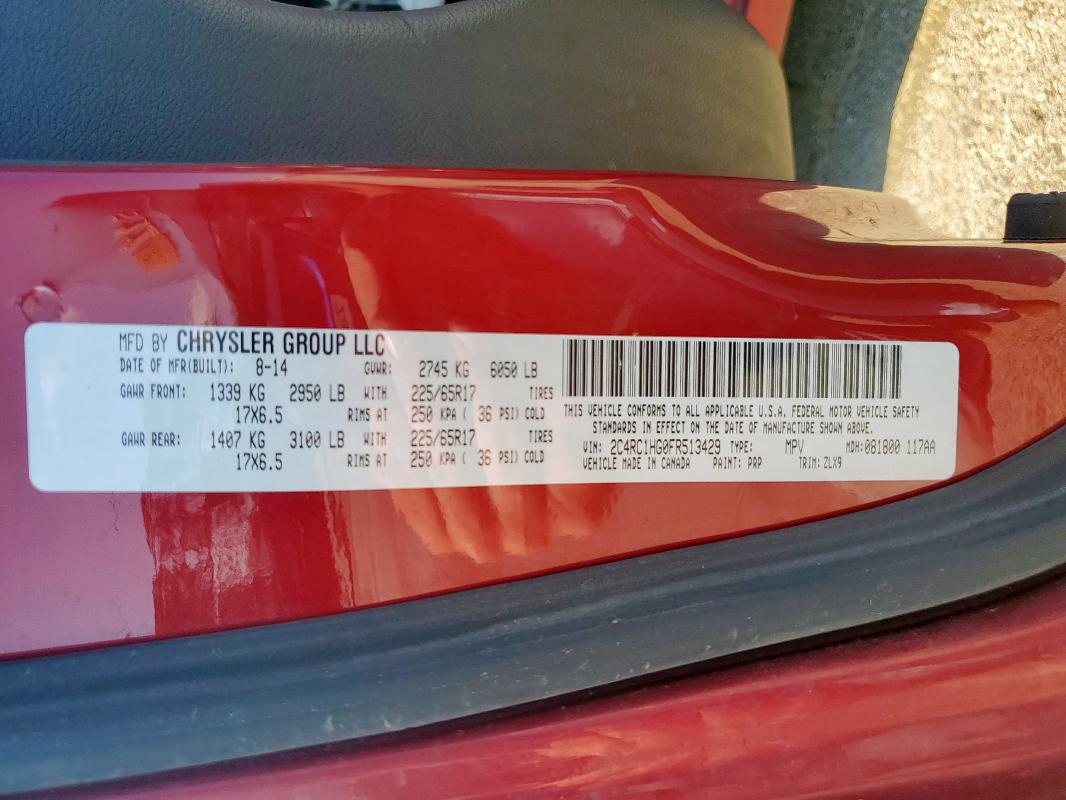 MFD BY CHRYSLER GROUP LLC
DATE OF MFR(BUILT): 8-14 GVWR: 2745 KG 6050 LB
GAWR FRONT: 1339 KG 2950 LB WITH 225/65R17 TIRES
17X6.5 RIMS AT 250 KPA ( 36 PSI) COLD
GAWR REAR: 1407 KG 3100 LB WITH 225/65R17 TIRES
17X6.5 RIMS AT 250 KPA ( 36 PSI) COLD
THIS VEHICLE CONFORMS TO ALL APPLICABLE U.S.A. FEDERAL MOTOR VEHICLE SAFETY
STANDARDS IN EFFECT ON THE DATE OF MANUFACTURE SHOWN ABOVE.
VIN: 2C4RC1HG0FR513429 TYPE: MPV MDH:081800 117AA
VEHICLE MADE IN CANADA PAINT: PRP TRIM: ZLX9